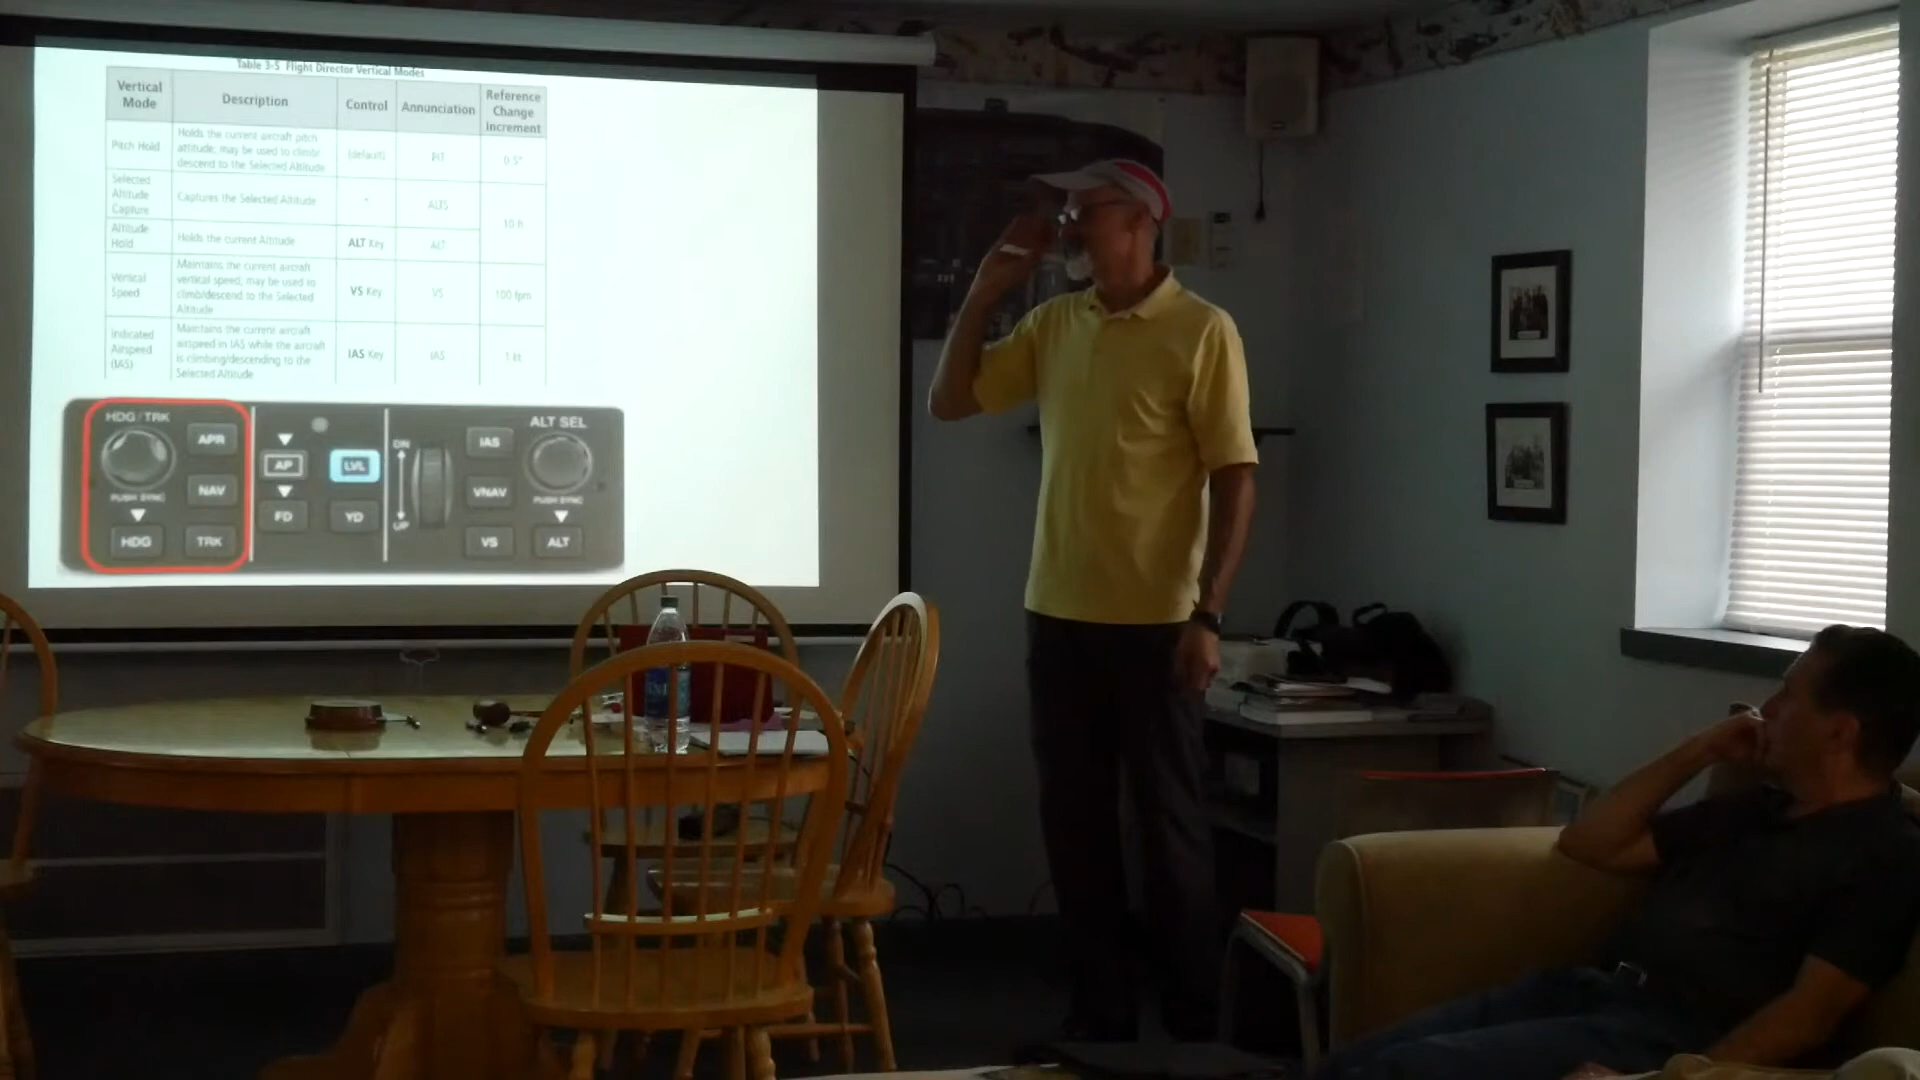 Table 3-5 Flight Director Vertical Modes
Vertical Mode | Description | Control | Annunciation | Reference Change Increment
Pitch Hold | Holds the current aircraft pitch attitude; may be used to climb/descend to the Selected Altitude | (default) | PIT | 0.5°
Selected Altitude Capture | Captures the Selected Altitude | * | ALTS | 10 ft
Altitude Hold | Holds the current Altitude | ALT Key | ALT
Vertical Speed | Maintains the current aircraft vertical speed; may be used to climb/descend to the Selected Altitude | VS Key | VS | 100 fpm
Indicated Airspeed (IAS) | Maintains the current aircraft airspeed in IAS while the aircraft is climbing/descending to the Selected Altitude | IAS Key | IAS | 1 kt
HDG / TRK
PUSH SYNC
HDG
APR
NAV
TRK
AP
FD
LVL
YD
DN
UP
IAS
VNAV
VS
ALT SEL
PUSH SYNC
ALT